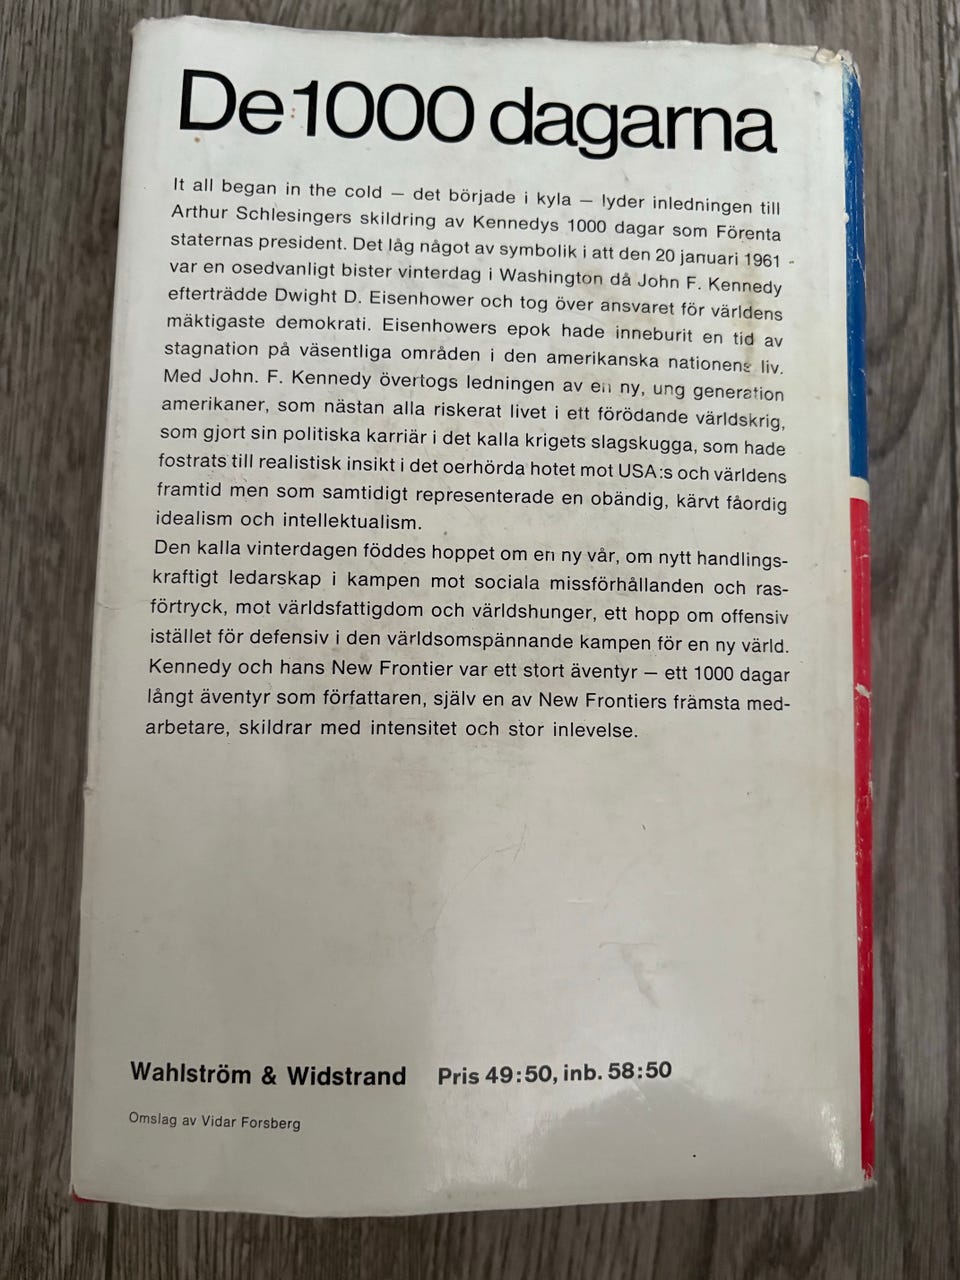 De 1000 dagarna
It all began in the cold — det började i kyla — lyder inledningen till
Arthur Schlesingers skildring av Kennedys 1000 dagar som Förenta
staternas president. Det låg något av symbolik i att den 20 januari 1961
var en osedvanligt bister vinterdag i Washington då John F. Kennedy
efterträdde Dwight D. Eisenhower och tog över ansvaret för världens
mäktigaste demokrati. Eisenhowers epok hade inneburit en tid av
stagnation på väsentliga områden i den amerikanska nationens liv.
Med John. F. Kennedy övertogs ledningen av en ny, ung generation
amerikaner, som nästan alla riskerat livet i ett förödande världskrig,
som gjort sin politiska karriär i det kalla krigets slagskugga, som hade
fostrats till realistisk insikt i det oerhörda hotet mot USA:s och världens
framtid men som samtidigt representerade en obändig, kärvt fåordig
idealism och intellektualism.
Den kalla vinterdagen föddes hoppet om en ny vår, om nytt handlings-
kraftigt ledarskap i kampen mot sociala missförhållanden och ras-
förtryck, mot världsfattigdom och världshunger, ett hopp om offensiv
istället för defensiv i den världsomspännande kampen för en ny värld.
Kennedy och hans New Frontier var ett stort äventyr — ett 1000 dagar
långt äventyr som författaren, själv en av New Frontiers främsta med-
arbetare, skildrar med intensitet och stor inlevelse.
Wahlström & Widstrand Pris 49:50, inb. 58:50
Omslag av Vidar Forsberg